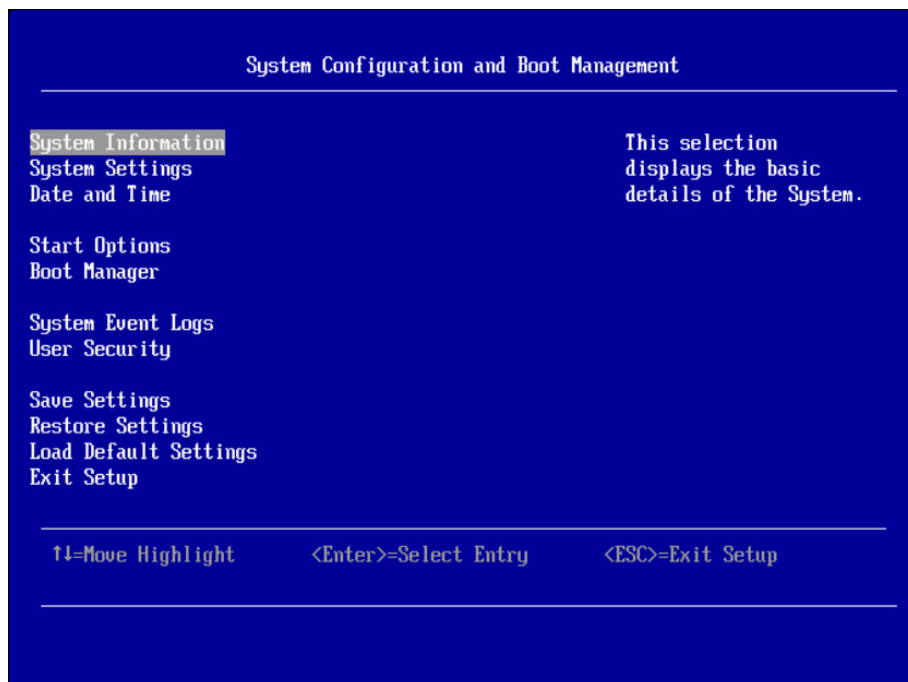 System Configuration and Boot Management
System Information
System Settings
Date and Time
This selection
displays the basic
details of the System.
Start Options
Boot Manager
System Event Logs
User Security
Save Settings
Restore Settings
Load Default Settings
Exit Setup
↑↓=Move Highlight <Enter>=Select Entry <ESC>=Exit Setup